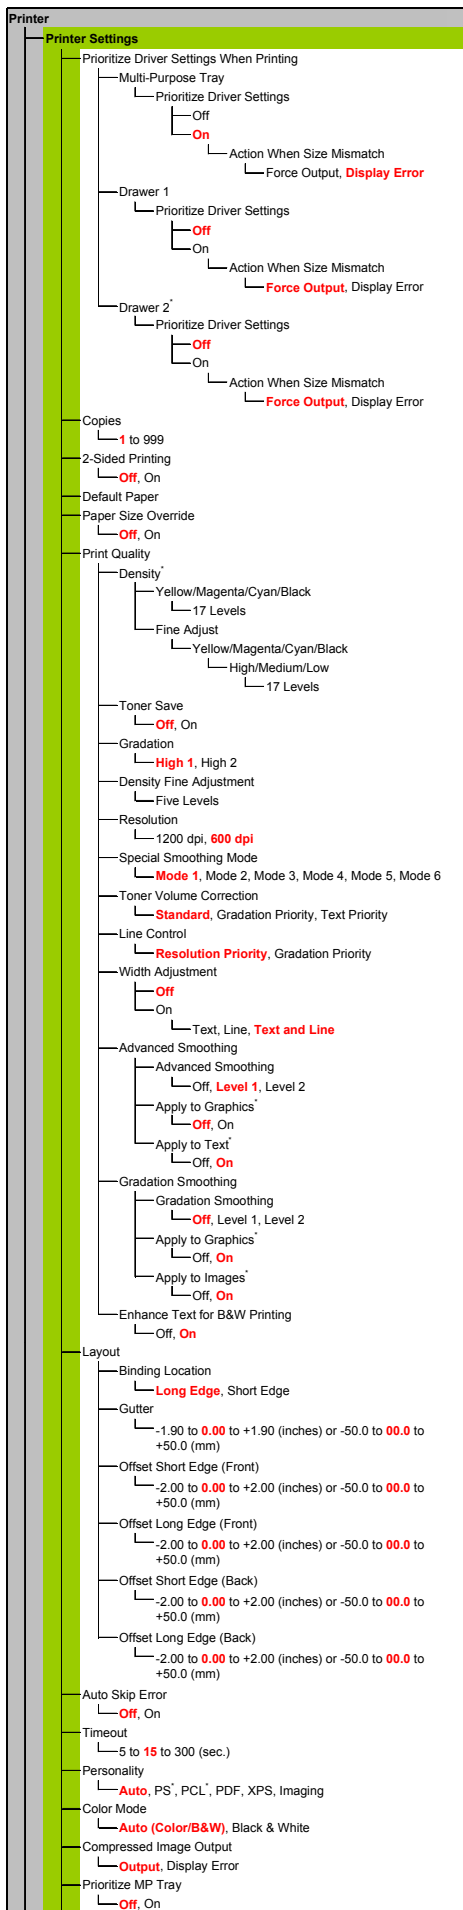 Printer
Printer Settings
Prioritize Driver Settings When Printing
Multi-Purpose Tray
Prioritize Driver Settings
Off
On
Action When Size Mismatch
Force Output, Display Error
Drawer 1
Prioritize Driver Settings
Off
On
Action When Size Mismatch
Force Output, Display Error
Drawer 2*
Prioritize Driver Settings
Off
On
Action When Size Mismatch
Force Output, Display Error
Copies
1 to 999
2-Sided Printing
Off, On
Default Paper
Paper Size Override
Off, On
Print Quality
Density*
Yellow/Magenta/Cyan/Black
17 Levels
Fine Adjust
Yellow/Magenta/Cyan/Black
High/Medium/Low
17 Levels
Toner Save
Off, On
Gradation
High 1, High 2
Density Fine Adjustment
Five Levels
Resolution
1200 dpi, 600 dpi
Special Smoothing Mode
Mode 1, Mode 2, Mode 3, Mode 4, Mode 5, Mode 6
Toner Volume Correction
Standard, Gradation Priority, Text Priority
Line Control
Resolution Priority, Gradation Priority
Width Adjustment
Off
On
Text, Line, Text and Line
Advanced Smoothing
Advanced Smoothing
Off, Level 1, Level 2
Apply to Graphics*
Off, On
Apply to Text*
Off, On
Gradation Smoothing
Gradation Smoothing
Off, Level 1, Level 2
Apply to Graphics*
Off, On
Apply to Images*
Off, On
Enhance Text for B&W Printing
Off, On
Layout
Binding Location
Long Edge, Short Edge
Gutter
-1.90 to 0.00 to +1.90 (inches) or -50.0 to 00.0 to
+50.0 (mm)
Offset Short Edge (Front)
-2.00 to 0.00 to +2.00 (inches) or -50.0 to 00.0 to
+50.0 (mm)
Offset Long Edge (Front)
-2.00 to 0.00 to +2.00 (inches) or -50.0 to 00.0 to
+50.0 (mm)
Offset Short Edge (Back)
-2.00 to 0.00 to +2.00 (inches) or -50.0 to 00.0 to
+50.0 (mm)
Offset Long Edge (Back)
-2.00 to 0.00 to +2.00 (inches) or -50.0 to 00.0 to
+50.0 (mm)
Auto Skip Error
Off, On
Timeout
5 to 15 to 300 (sec.)
Personality
Auto, PS*, PCL*, PDF, XPS, Imaging
Color Mode
Auto (Color/B&W), Black & White
Compressed Image Output
Output, Display Error
Prioritize MP Tray
Off, On